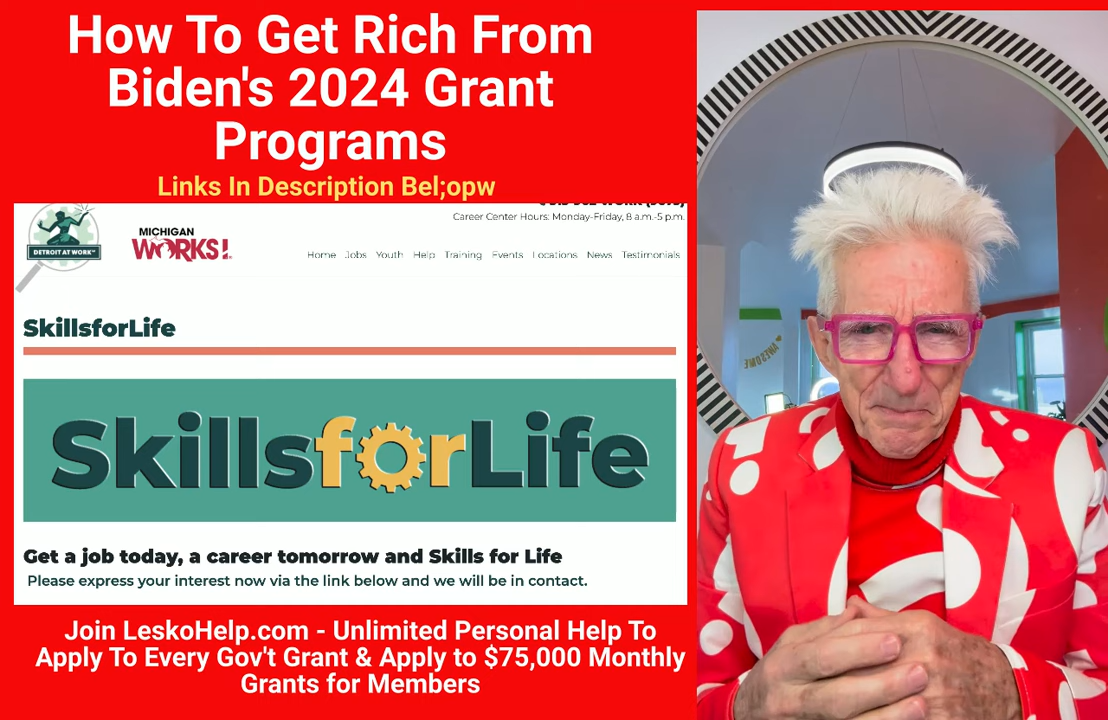 How To Get Rich From
Biden's 2024 Grant
Programs
Links In Description Bel;opw
Career Center Hours: Monday-Friday, 8 a.m.-5 p.m.
DETROIT AT WORK
MICHIGAN
WORKS!
Home Jobs Youth Help Training Events Locations News Testimonials
SkillsforLife
SkillsforLife
Get a job today, a career tomorrow and Skills for Life
Please express your interest now via the link below and we will be in contact.
Join LeskoHelp.com - Unlimited Personal Help To
Apply To Every Gov't Grant & Apply to $75,000 Monthly
Grants for Members
AWESOME